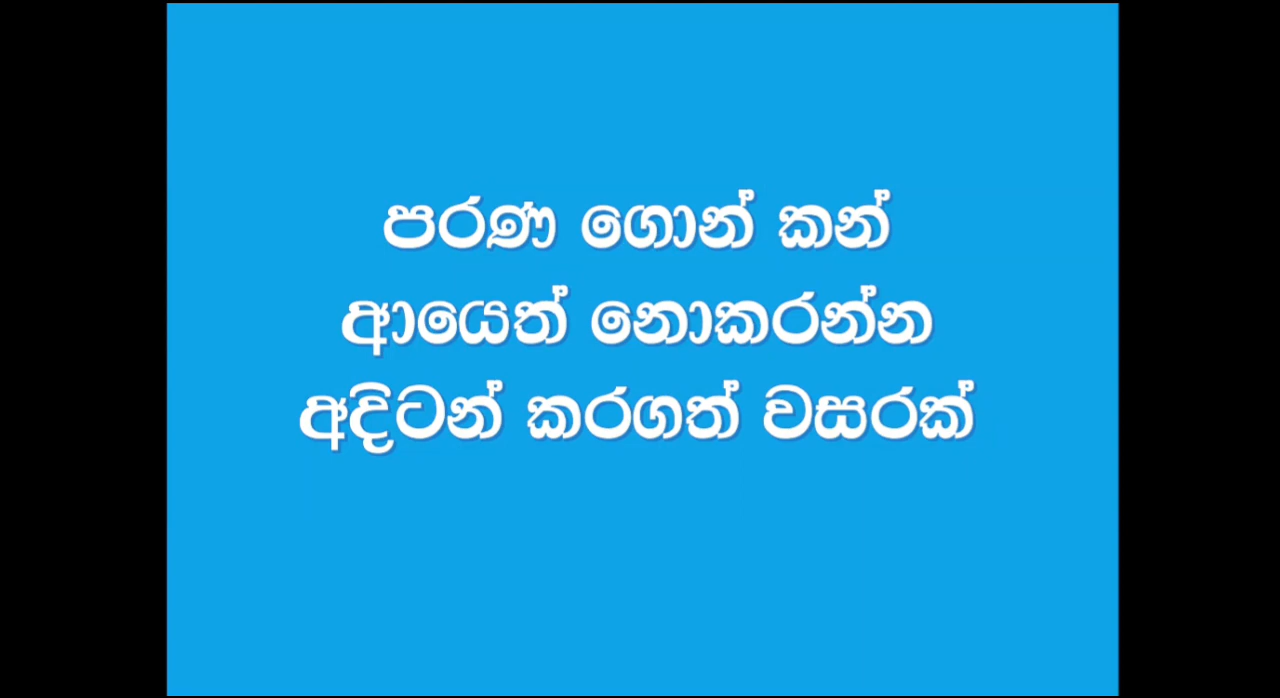 පරණ ගොන් කන්
ආයෙත් නොකරන්න
අදිටන් කරගත් වසරක්